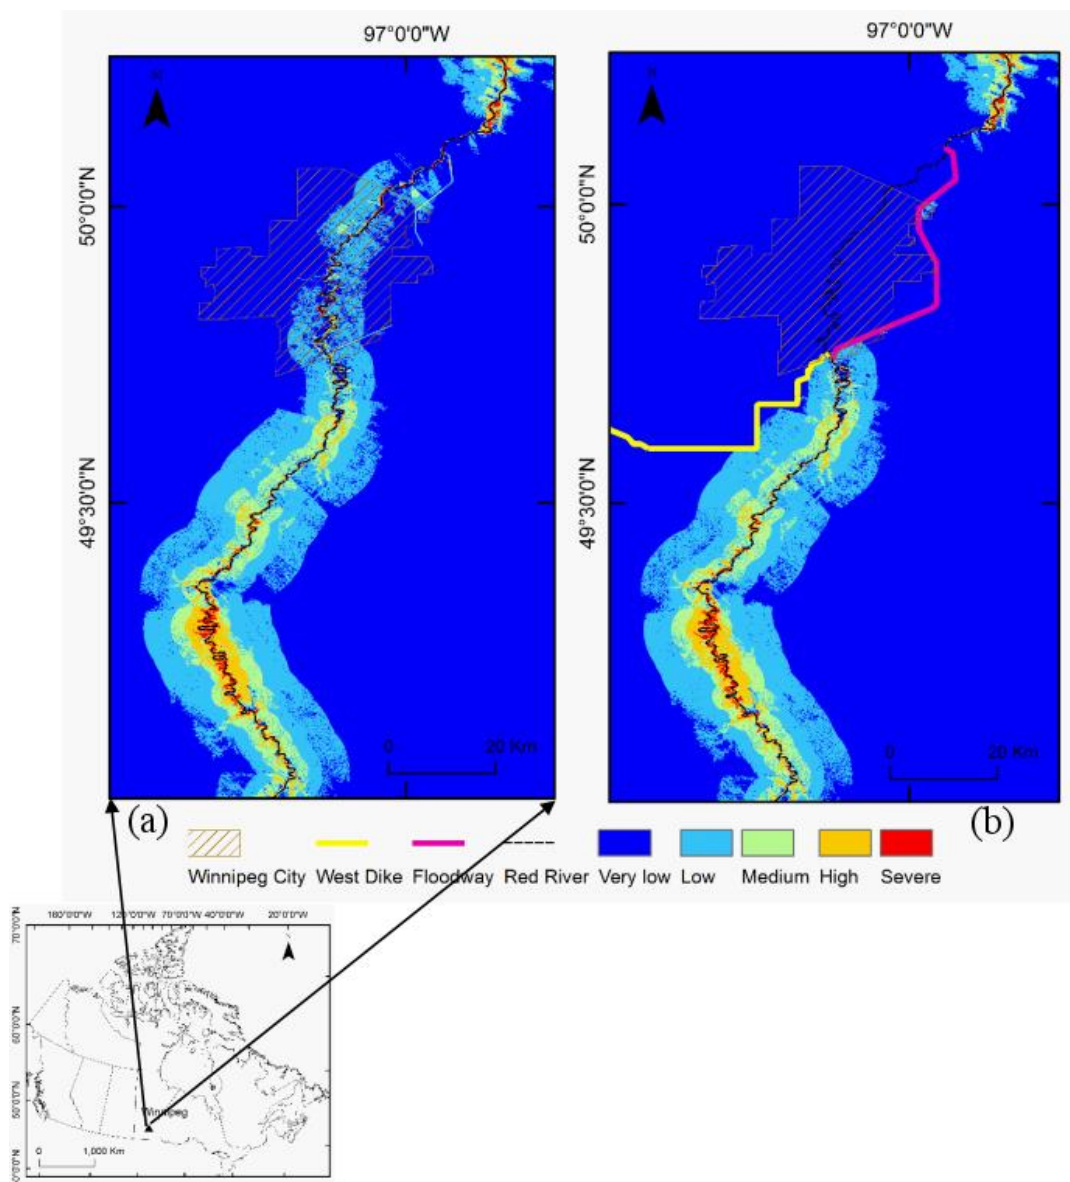 97°0'0"W 97°0'0"W
N N
50°0'0"N 50°0'0"N
49°30'0"N 49°30'0"N
0 20 Km 0 20 Km
(a) (b)
Winnipeg City West Dike Floodway Red River Very low Low Medium High Severe
160°0'0"W 120°0'0"W 70°0'0"W 40°0'0"W 20°0'0"W
70°0'0"N
60°0'0"N
50°0'0"N
Winnipeg
0 1,000 Km